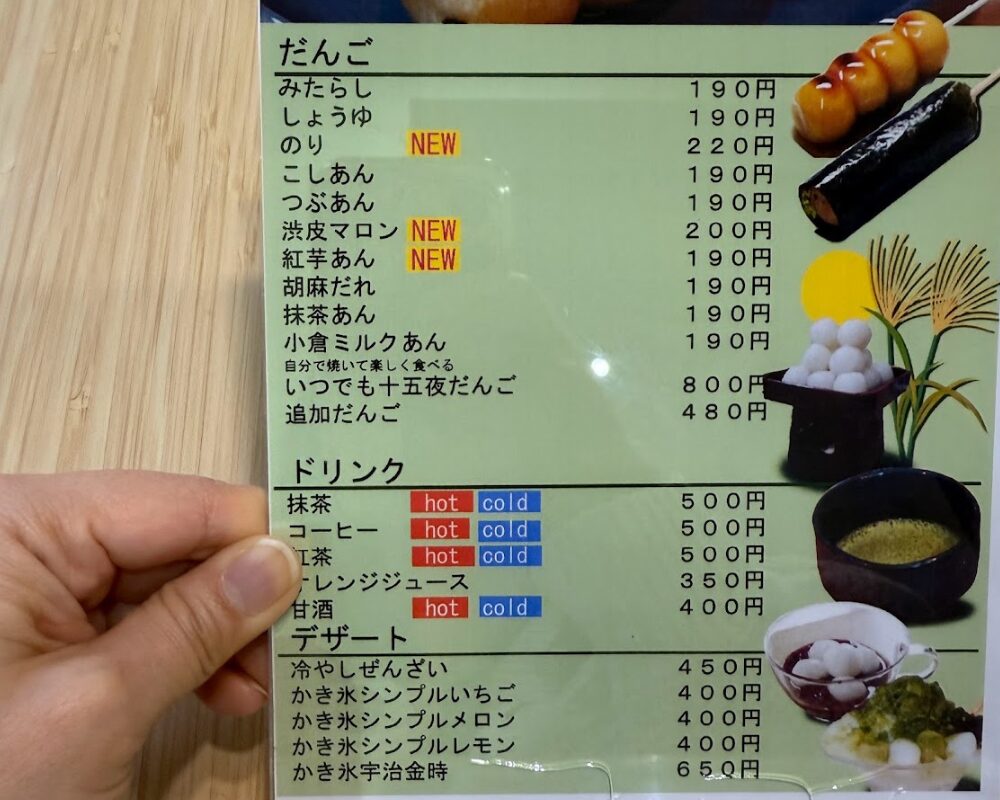 だんご
みたらし 190円
しょうゆ 190円
のり NEW 220円
こしあん 190円
つぶあん 190円
渋皮マロン NEW 200円
紅芋あん NEW 190円
胡麻だれ 190円
抹茶あん 190円
小倉ミルクあん 190円
自分で焼いて楽しく食べる
いつでも十五夜だんご 800円
追加だんご 480円
ドリンク
抹茶 hot cold 500円
コーヒー hot cold 500円
紅茶 hot cold 500円
オレンジジュース 350円
甘酒 hot cold 400円
デザート
冷やしぜんざい 450円
かき氷シンプルいちご 400円
かき氷シンプルメロン 400円
かき氷シンプルレモン 400円
かき氷宇治金時 650円